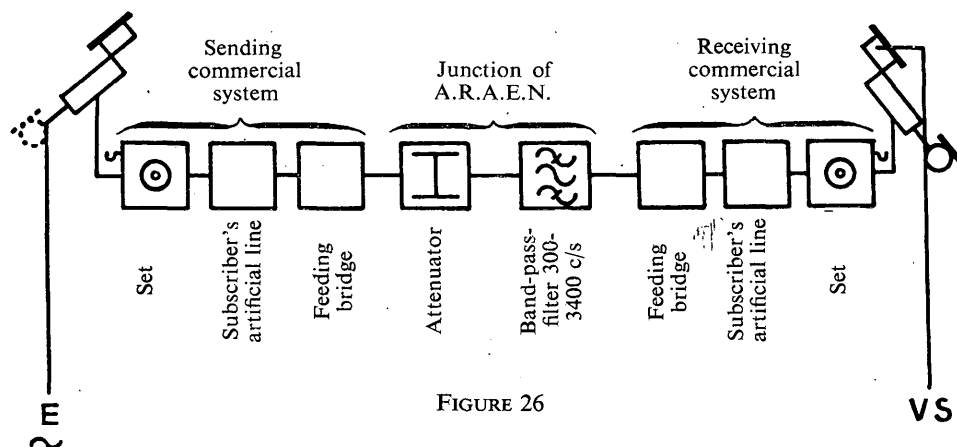 Sending
commercial
system
Junction of
A.R.A.E.N.
Receiving
commercial
system
Set
Subscriber's
artificial line
Feeding
bridge
Attenuator
Band-pass-
filter 300-
3400 c/s
Feeding
bridge
Subscriber's
artificial line
Set
E
FIGURE 26
VS